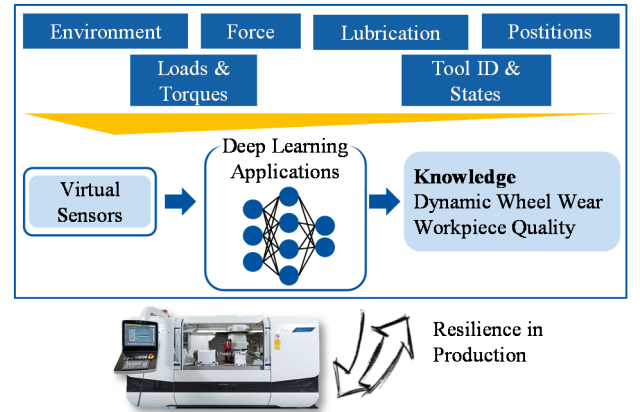 Environment
Force
Lubrication
Postitions
Loads &
Torques
Tool ID &
States
Virtual
Sensors
Deep Learning
Applications
Knowledge
Dynamic Wheel Wear
Workpiece Quality
Resilience in
Production